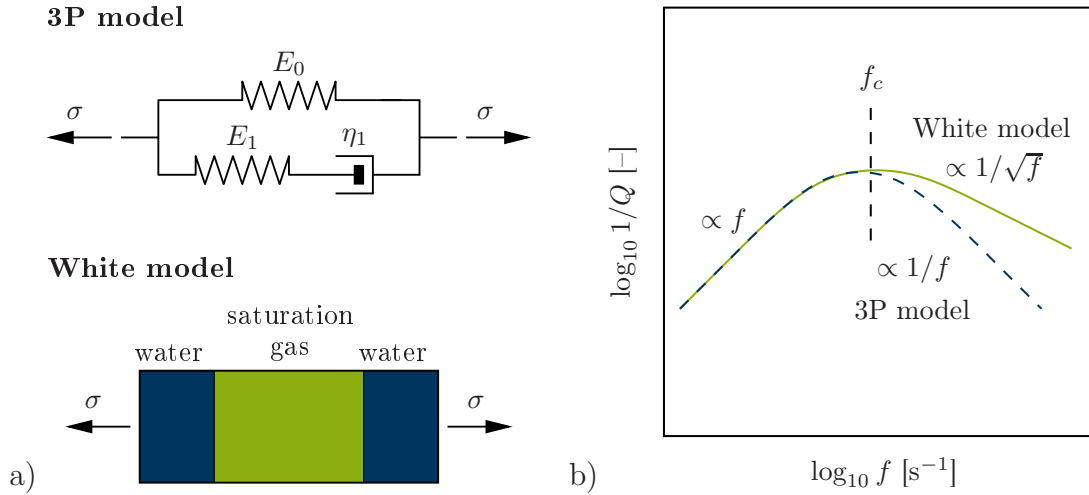 3P model
E₀
σ
σ
E₁
η₁
White model
saturation
water
gas
water
σ
σ
a)
f_c
White model
∝ 1/√f
∝ f
∝ 1/f
3P model
log₁₀ 1/Q [–]
log₁₀ f [s⁻¹]
b)